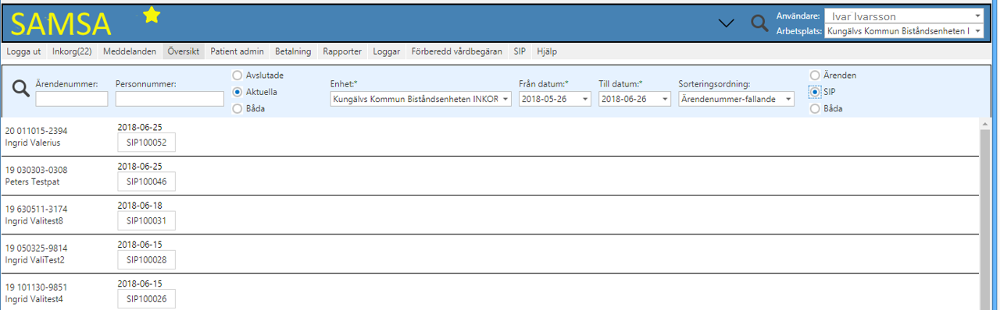 SAMSA
Användare: Ivar Ivarsson
Arbetsplats: Kungälvs Kommun Biståndsenheten I
Logga ut Inkorg(22) Meddelanden Översikt Patient admin Betalning Rapporter Loggar Förberedd vårdbegäran SIP Hjälp
Ärendenummer: Personnummer: Avslutade Aktuella Båda
Enhet:* Från datum:* Till datum:* Sorteringsordning:
Kungälvs Kommun Biståndsenheten INKOR 2018-05-26 2018-06-26 Ärendenummer-fallande
Ärenden
SIP
Båda
20 011015-2394 2018-06-25
Ingrid Valerius SIP100052
19 030303-0308 2018-06-25
Peters Testpat SIP100046
19 630511-3174 2018-06-18
Ingrid Valitest8 SIP100031
19 050325-9814 2018-06-15
Ingrid ValiTest2 SIP100028
19 101130-9851 2018-06-15
Ingrid Valitest4 SIP100026